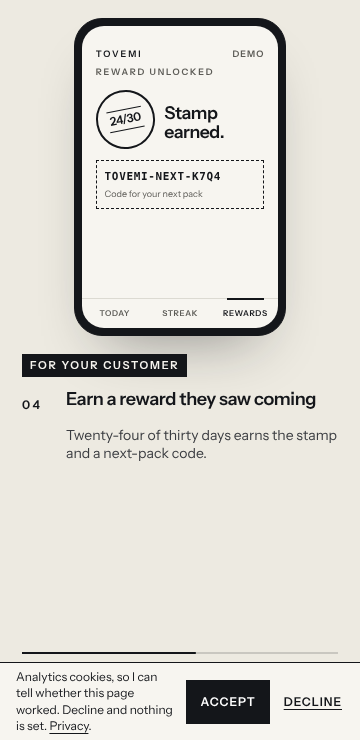 TOVEMI DEMO
REWARD UNLOCKED
24/30
Stamp
earned.
TOVEMI-NEXT-K7Q4
Code for your next pack
TODAY STREAK REWARDS
FOR YOUR CUSTOMER
04 Earn a reward they saw coming
Twenty-four of thirty days earns the stamp
and a next-pack code.
Analytics cookies, so I can
tell whether this page
worked. Decline and nothing
is set. Privacy.
ACCEPT DECLINE